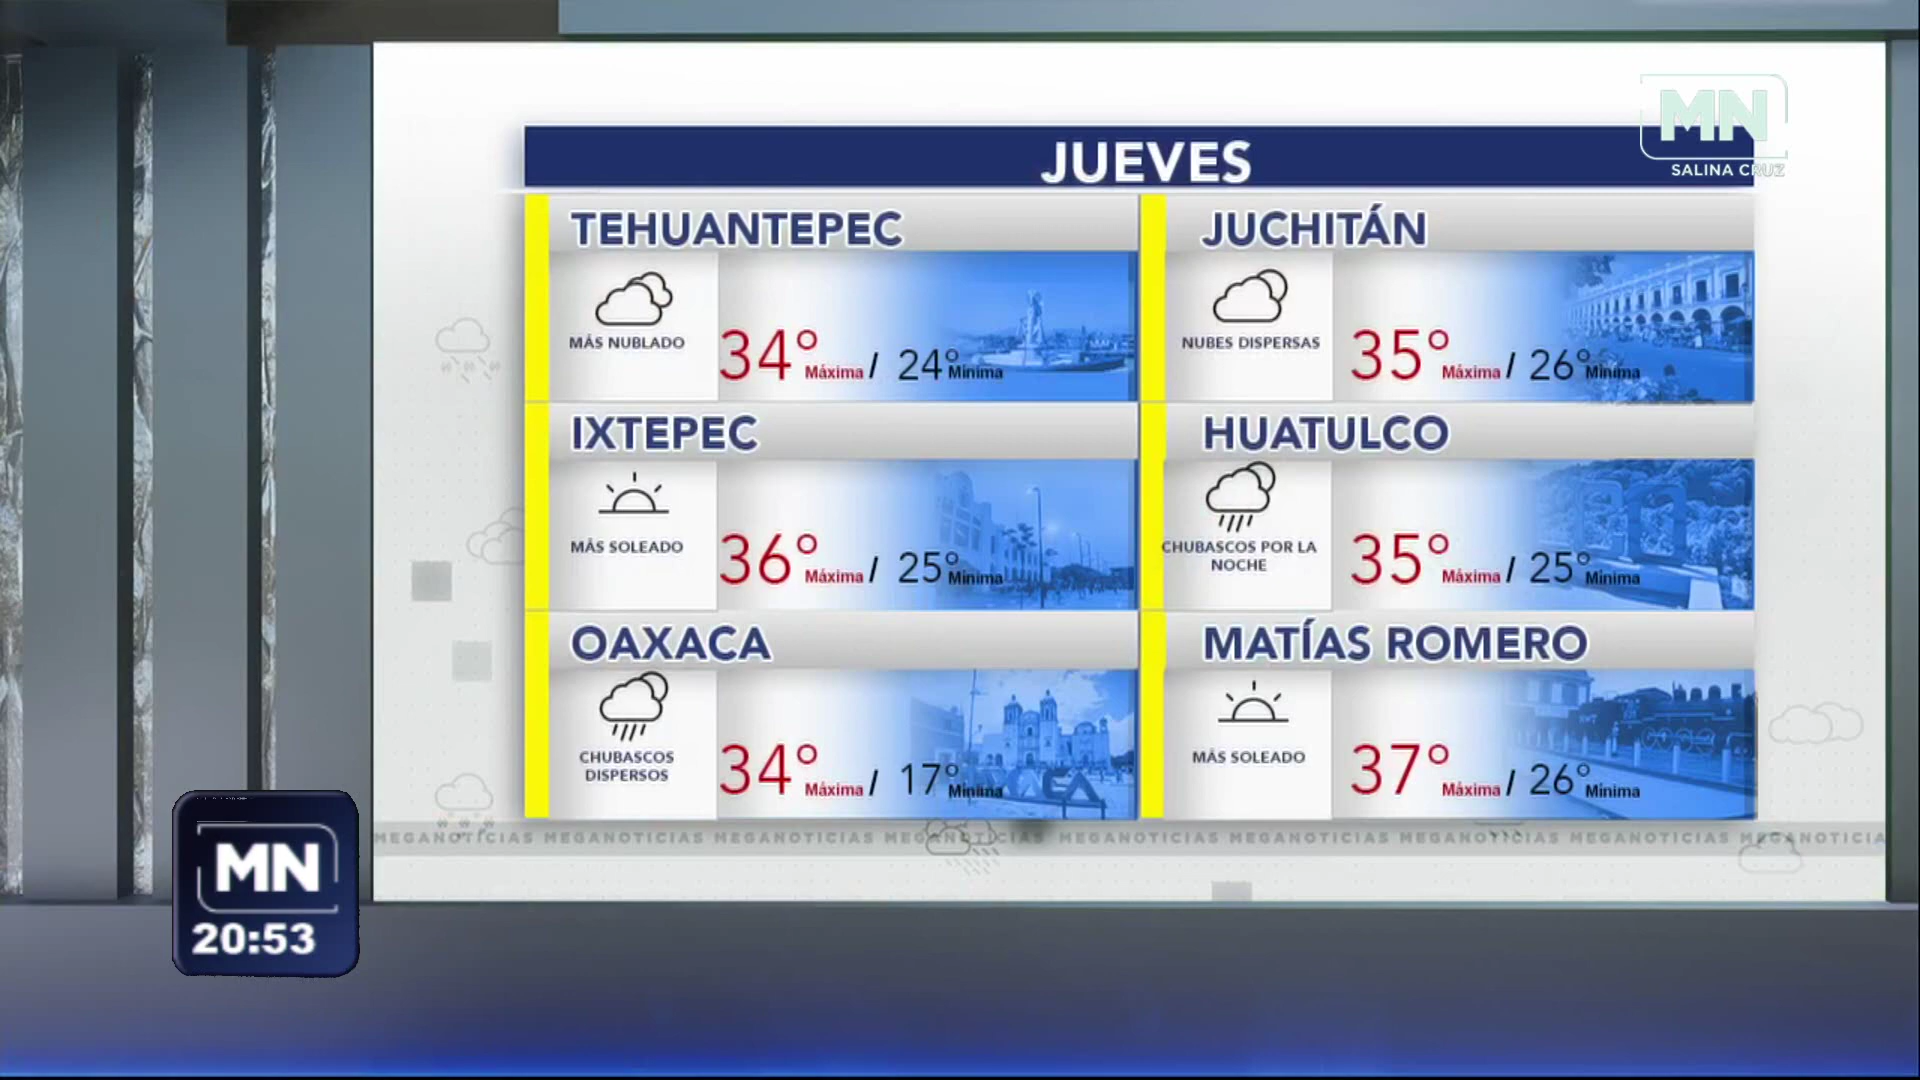 MN
SALINA CRUZ
JUEVES
TEHUANTEPEC
MÁS NUBLADO
34° Máxima / 24° Mínima
JUCHITÁN
NUBES DISPERSAS
35° Máxima / 26° Mínima
IXTEPEC
MÁS SOLEADO
36° Máxima / 25° Mínima
HUATULCO
CHUBASCOS POR LA
NOCHE
35° Máxima / 25° Mínima
OAXACA
CHUBASCOS
DISPERSOS
34° Máxima / 17° Mínima
MATÍAS ROMERO
MÁS SOLEADO
37° Máxima / 26° Mínima
MEGANOTICIAS MEGANOTICIAS MEGANOTICIAS MEGANOTICIAS MEGANOTICIAS MEGANOTICIAS MEGANOTICIAS MEGANOTICIAS MEGANOTICIA
MN
20:53